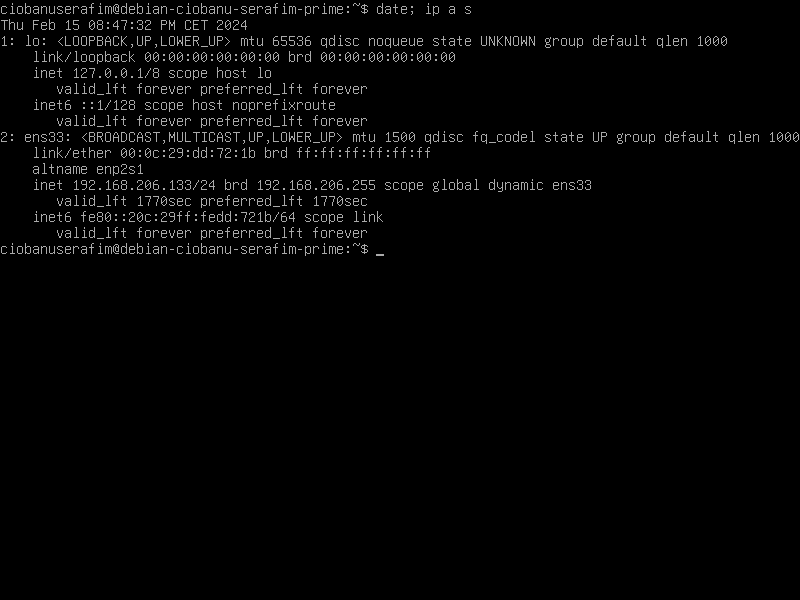 ciobanuserafim@debian-ciobanu-serafim-prime:~$ date; ip a s
Thu Feb 15 08:47:32 PM CET 2024
1: lo: <LOOPBACK,UP,LOWER_UP> mtu 65536 qdisc noqueue state UNKNOWN group default qlen 1000
    link/loopback 00:00:00:00:00:00 brd 00:00:00:00:00:00
    inet 127.0.0.1/8 scope host lo
       valid_lft forever preferred_lft forever
    inet6 ::1/128 scope host noprefixroute
       valid_lft forever preferred_lft forever
2: ens33: <BROADCAST,MULTICAST,UP,LOWER_UP> mtu 1500 qdisc fq_codel state UP group default qlen 1000
    link/ether 00:0c:29:dd:72:1b brd ff:ff:ff:ff:ff:ff
    altname enp2s1
    inet 192.168.206.133/24 brd 192.168.206.255 scope global dynamic ens33
       valid_lft 1770sec preferred_lft 1770sec
    inet6 fe80::20c:29ff:fedd:721b/64 scope link
       valid_lft forever preferred_lft forever
ciobanuserafim@debian-ciobanu-serafim-prime:~$ _